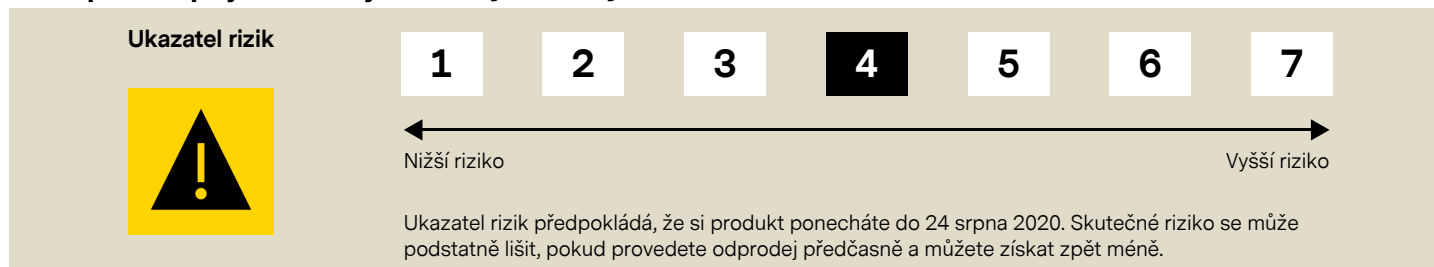 Ukazatel rizik
1 2 3 4 5 6 7
Nižší riziko Vyšší riziko
Ukazatel rizik předpokládá, že si produkt ponecháte do 24 srpna 2020. Skutečné riziko se může
podstatně lišit, pokud provedete odprodej předčasně a můžete získat zpět méně.